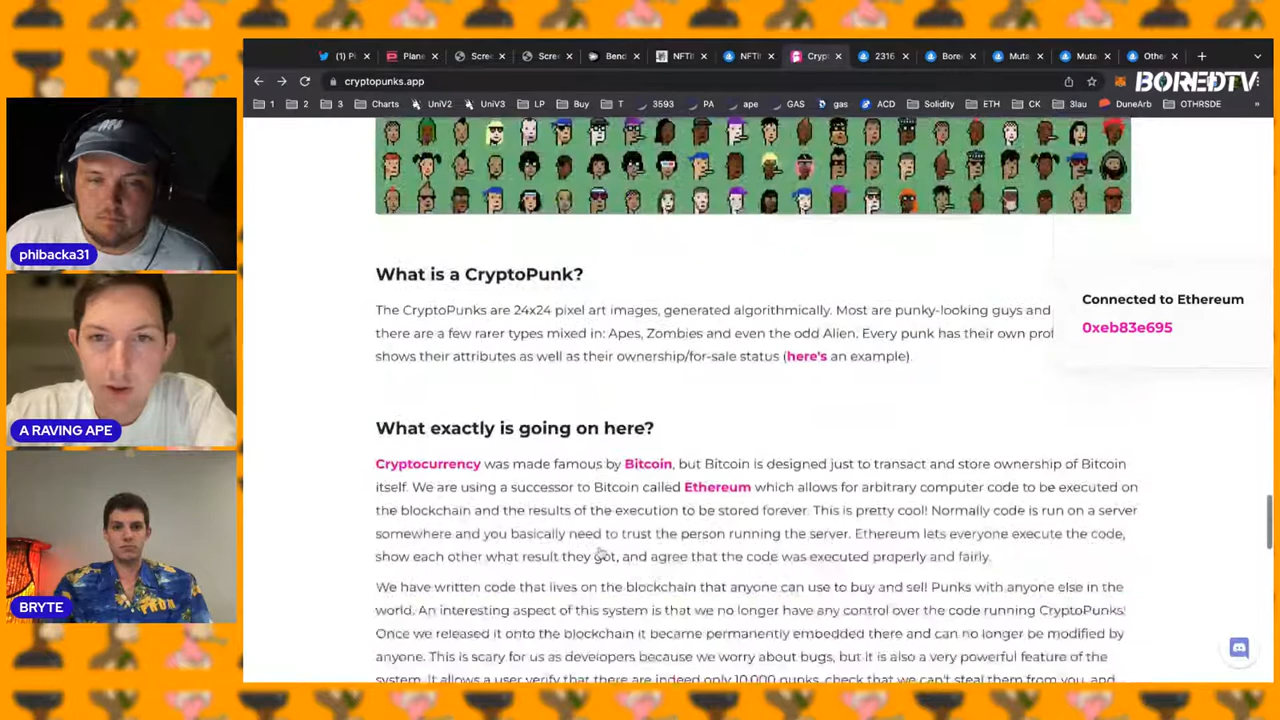 (1) Pi
Plane
Scre
Scre
Benc
NFTi
NFTi
Cryp
2316
Bore
Muta
Muta
Othe
cryptopunks.app
BOREDTV
1
2
3
Charts
UniV2
UniV3
LP
Buy
T
3593
PA
ape
GAS
gas
ACD
Solidity
ETH
CK
3lau
DuneArb
OTHRSDE
phibacka31
A RAVING APE
BRYTE
What is a CryptoPunk?
The CryptoPunks are 24x24 pixel art images, generated algorithmically. Most are punky-looking guys and
there are a few rarer types mixed in: Apes, Zombies and even the odd Alien. Every punk has their own prof
shows their attributes as well as their ownership/for-sale status (here's an example).
Connected to Ethereum
0xeb83e695
What exactly is going on here?
Cryptocurrency was made famous by Bitcoin, but Bitcoin is designed just to transact and store ownership of Bitcoin
itself. We are using a successor to Bitcoin called Ethereum which allows for arbitrary computer code to be executed on
the blockchain and the results of the execution to be stored forever. This is pretty cool! Normally code is run on a server
somewhere and you basically need to trust the person running the server. Ethereum lets everyone execute the code,
show each other what result they got, and agree that the code was executed properly and fairly.
We have written code that lives on the blockchain that anyone can use to buy and sell Punks with anyone else in the
world. An interesting aspect of this system is that we no longer have any control over the code running CryptoPunks!
Once we released it onto the blockchain it became permanently embedded there and can no longer be modified by
anyone. This is scary for us as developers because we worry about bugs, but it is also a very powerful feature of the
system. It allows a user verify that there are indeed only 10,000 punks, check that we can't steal them from you, and